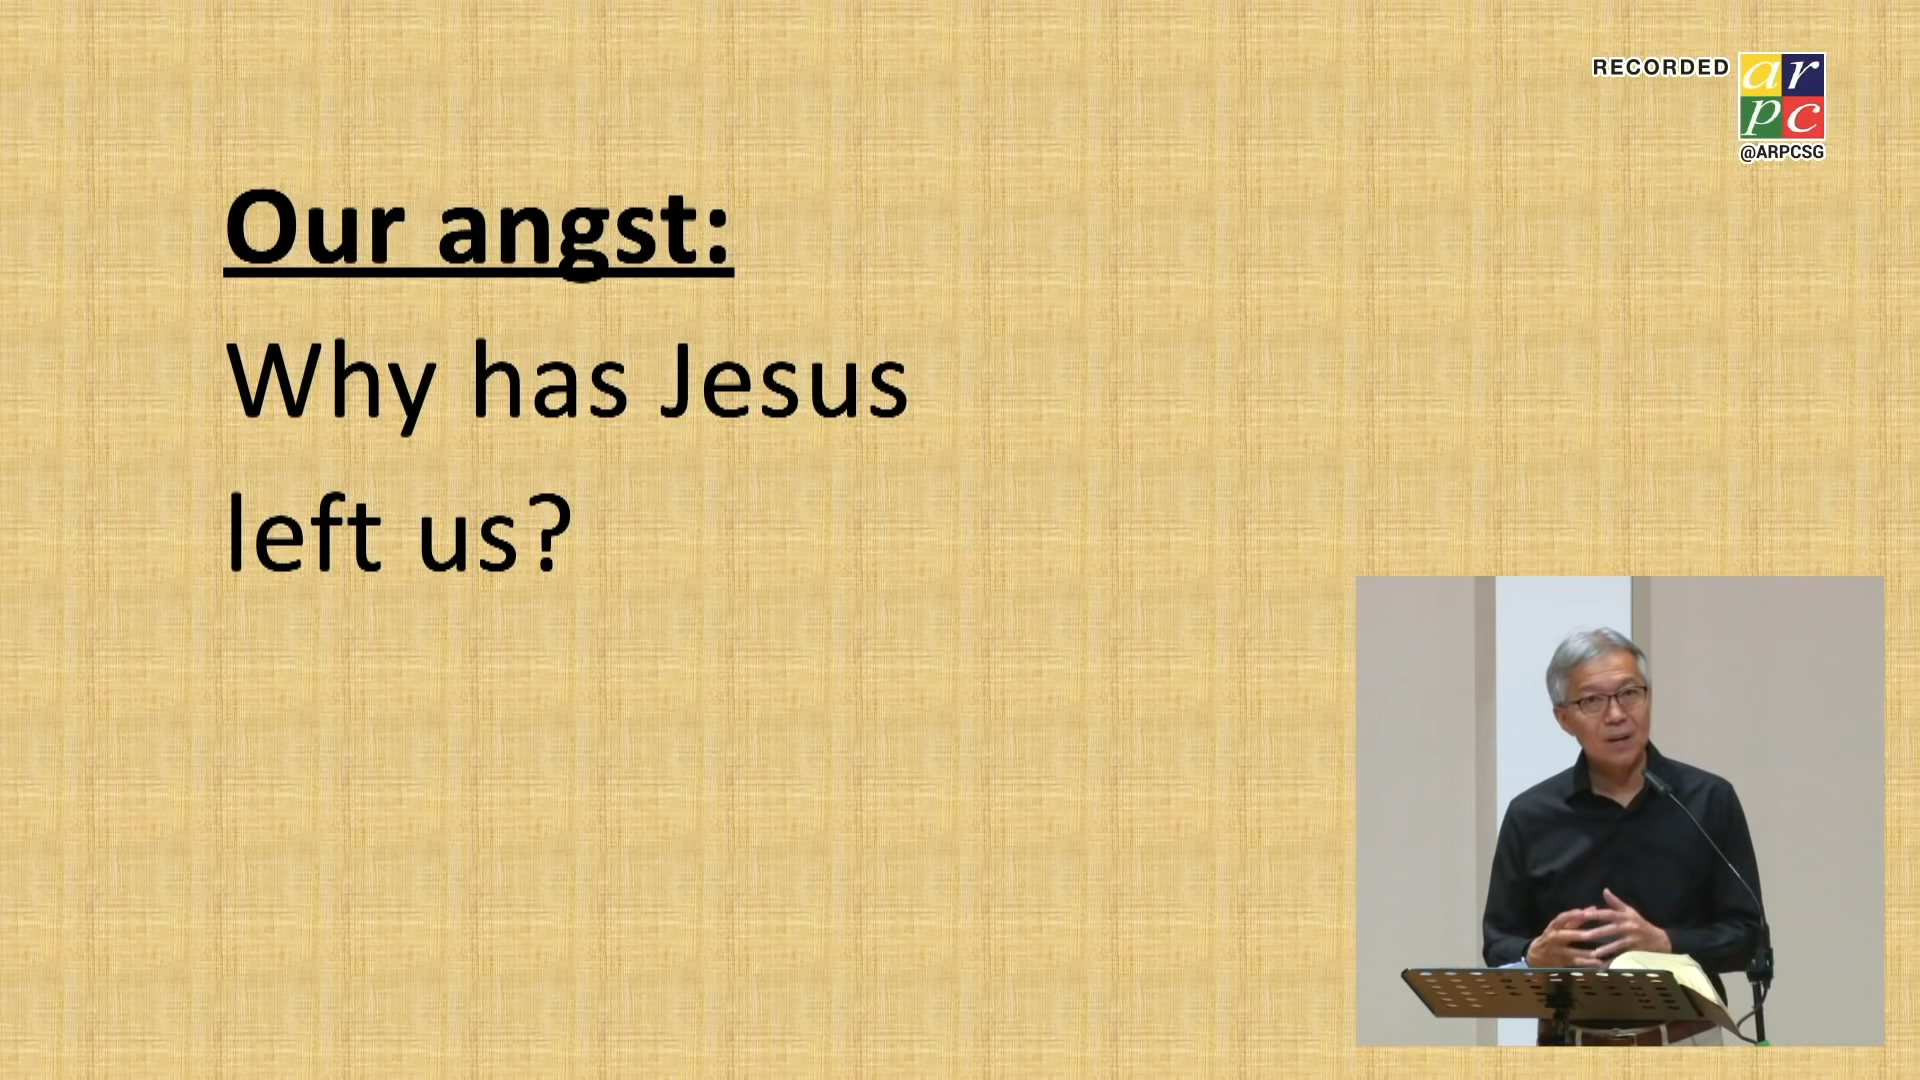 RECORDED
ar
pc
@ARPCSG
Our angst:
Why has Jesus
left us?